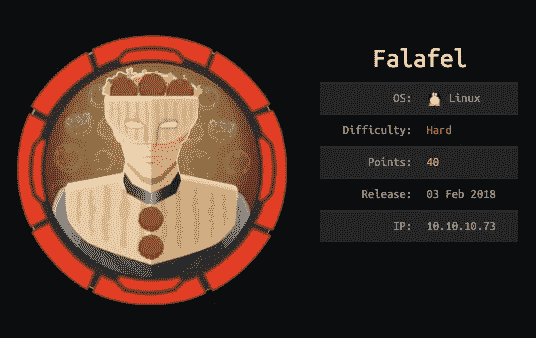 Falafel
OS: Linux
Difficulty: Hard
Points: 40
Release: 03 Feb 2018
IP: 10.10.10.73